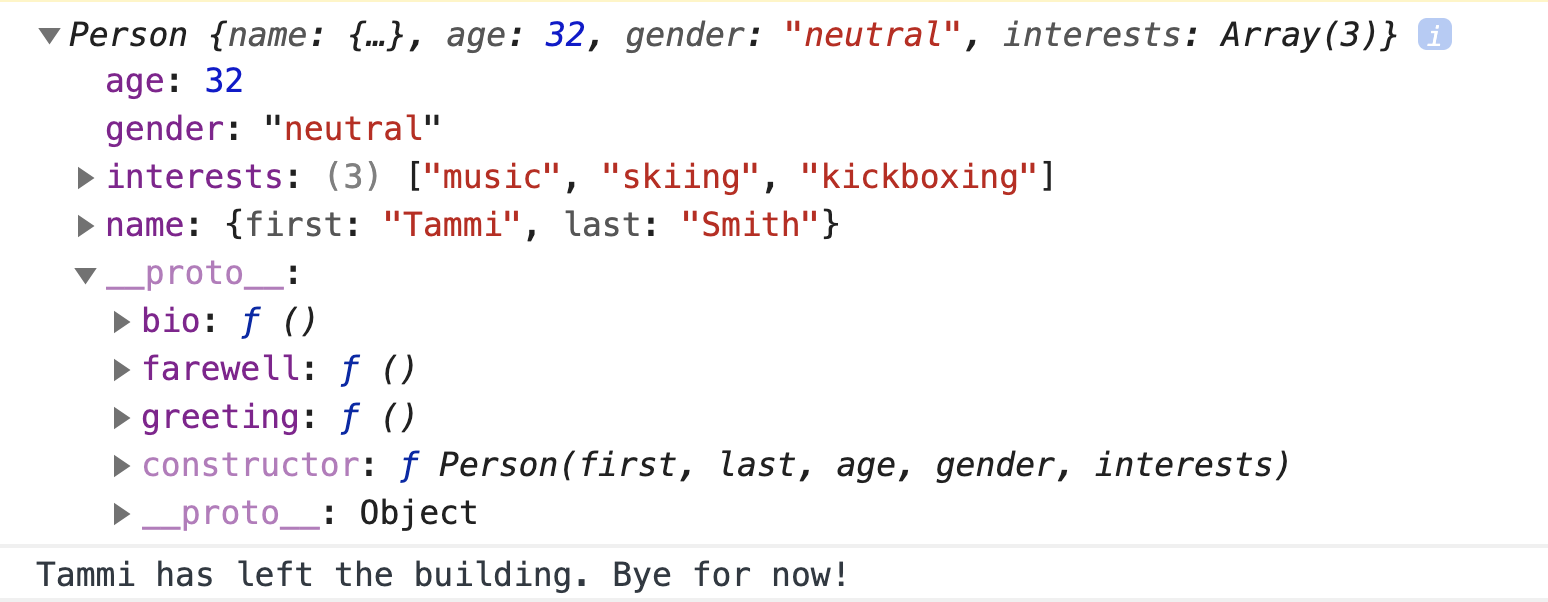 ▼Person {name: {…}, age: 32, gender: "neutral", interests: Array(3)} i
age: 32
gender: "neutral"
▶ interests: (3) ["music", "skiing", "kickboxing"]
▶ name: {first: "Tammi", last: "Smith"}
▼ __proto__:
▶ bio: ƒ ()
▶ farewell: ƒ ()
▶ greeting: ƒ ()
▶ constructor: ƒ Person(first, last, age, gender, interests)
▶ __proto__: Object
Tammi has left the building. Bye for now!